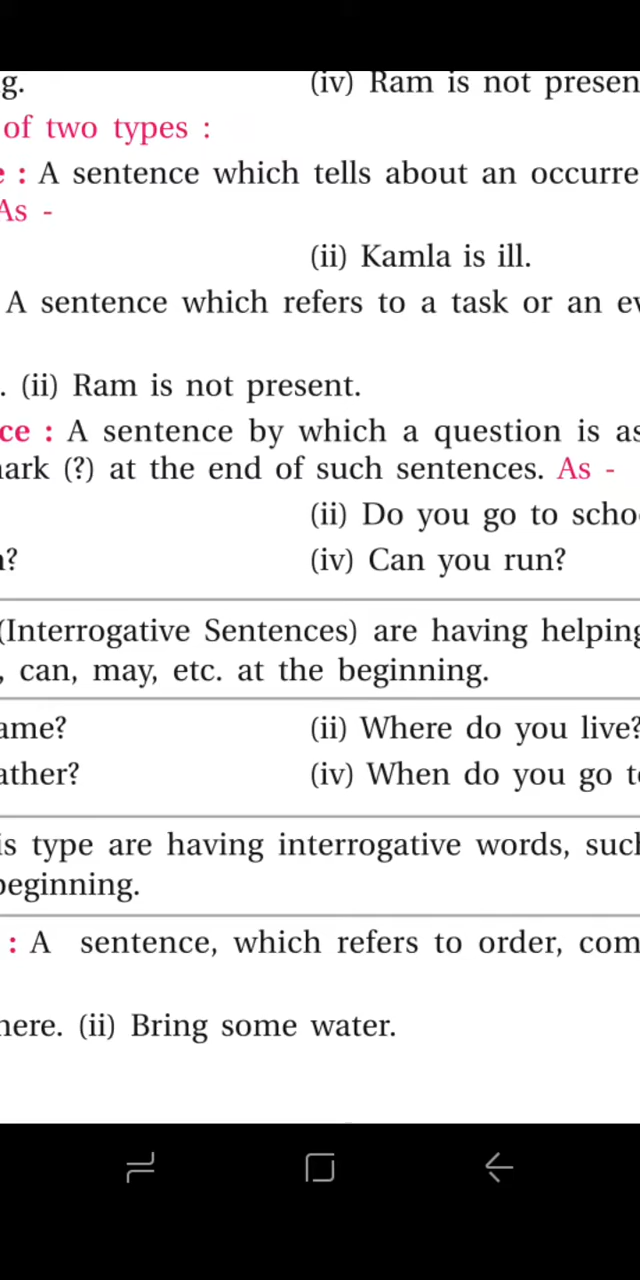 g. (iv) Ram is not presen
of two types :
e : A sentence which tells about an occurre
As -
(ii) Kamla is ill.
A sentence which refers to a task or an ev
. (ii) Ram is not present.
ce : A sentence by which a question is as
mark (?) at the end of such sentences. As -
(ii) Do you go to scho
? (iv) Can you run?
(Interrogative Sentences) are having helping
, can, may, etc. at the beginning.
ame? (ii) Where do you live?
ather? (iv) When do you go to
is type are having interrogative words, such
beginning.
: A sentence, which refers to order, com
here. (ii) Bring some water.